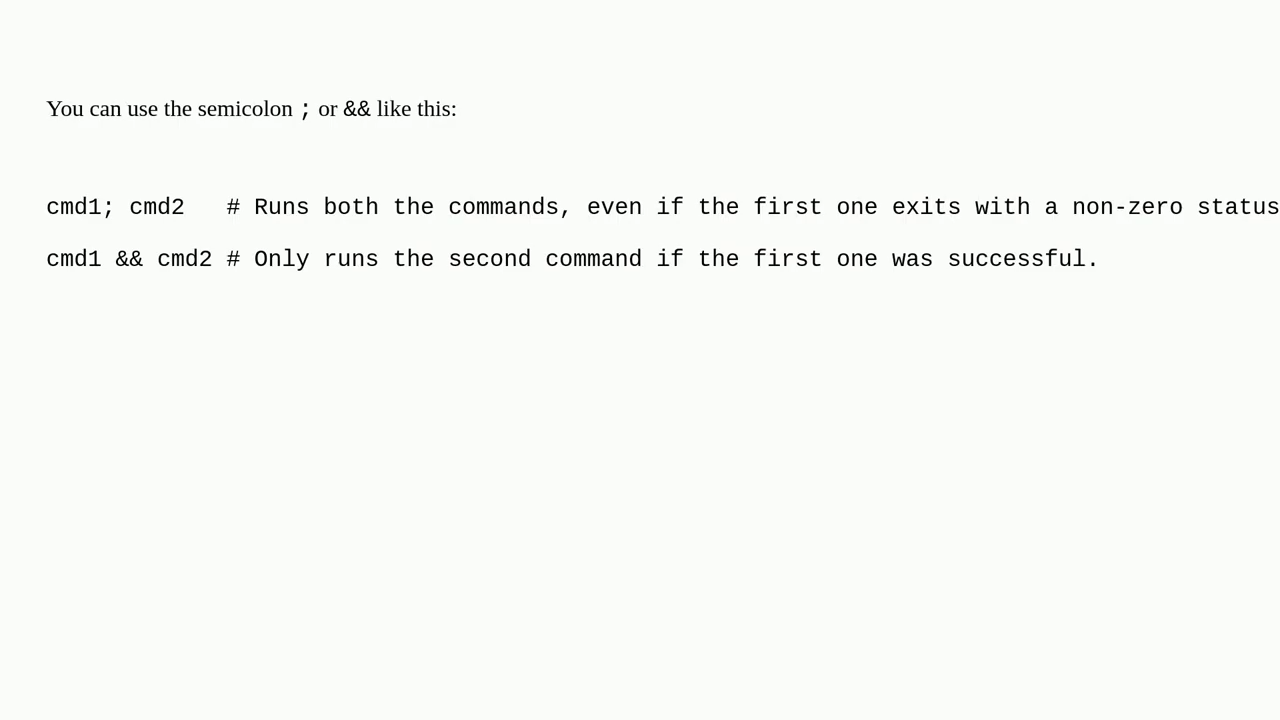 You can use the semicolon ; or && like this:
cmd1; cmd2   # Runs both the commands, even if the first one exits with a non-zero status
cmd1 && cmd2 # Only runs the second command if the first one was successful.